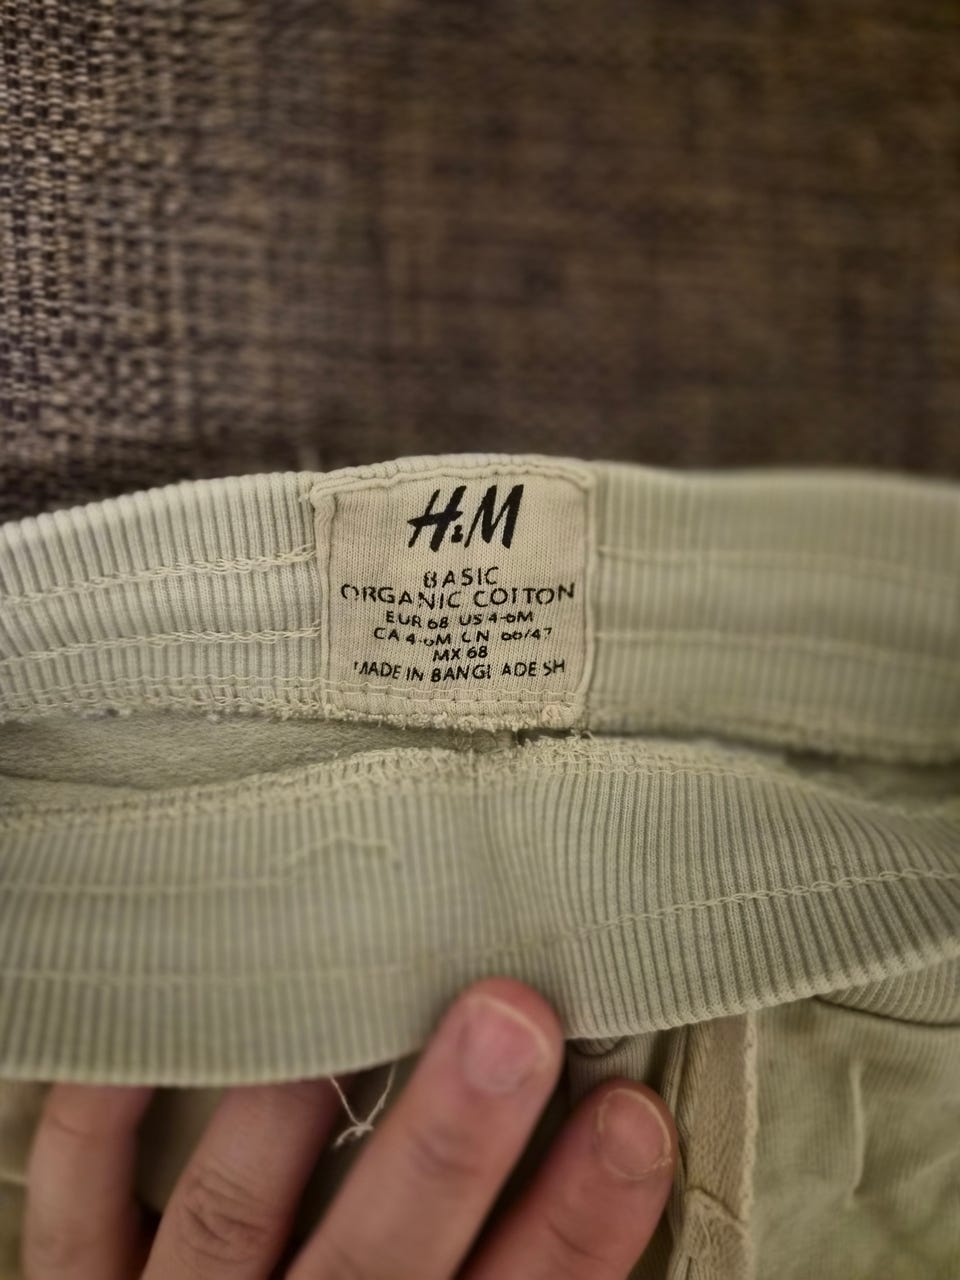 H&M
BASIC
ORGANIC COTTON
EUR 68 US 4-6M
CA 4-6M CN 66/47
MX 68
MADE IN BANGLADESH